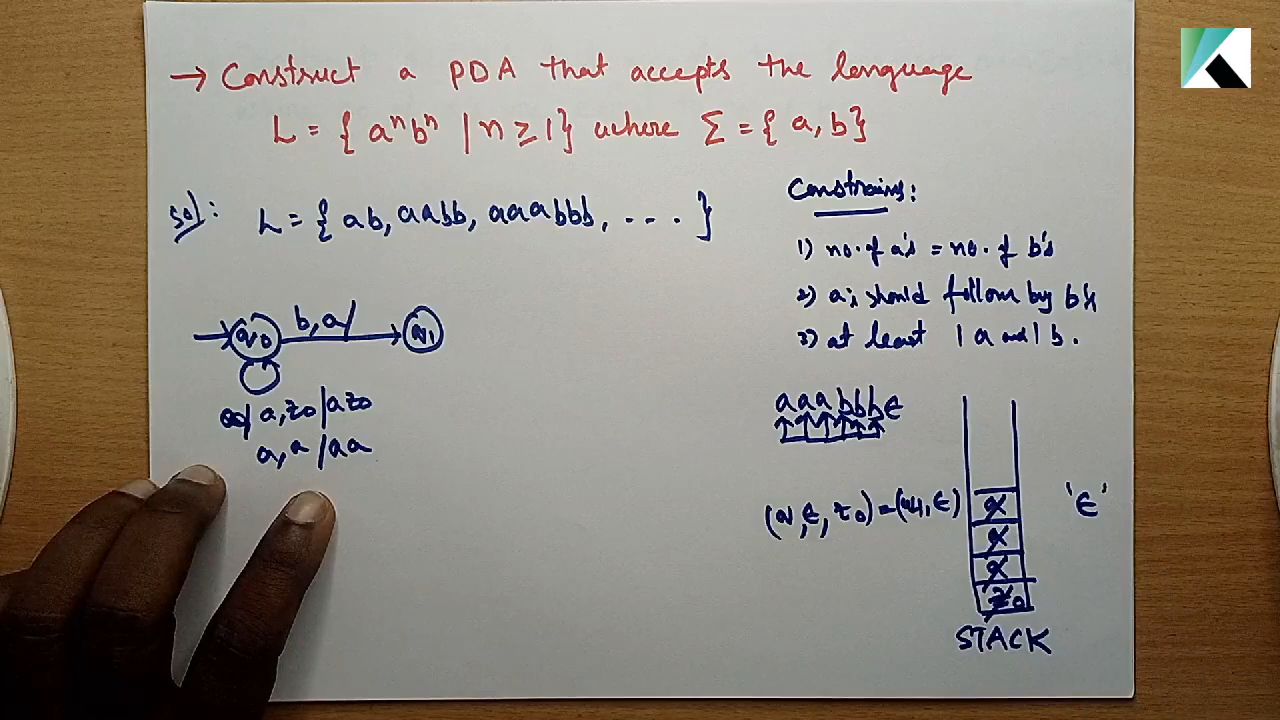 → Construct a PDA that accepts the language
L = { aⁿbⁿ | n ≥ 1} where Σ = { a, b}
Sol:
L = { ab, aabb, aaabbb, ---- }
Constrains:
1) no. of a's = no. of b's
2) a's should follow by b's
3) at least 1 a and 1 b.
q0
b, a/
q1
a, z0 / az0
a, a / aa
aaabbbϵ
(q1, ϵ, z0) = (q1, ϵ)
a
a
a
z0
'ϵ'
STACK